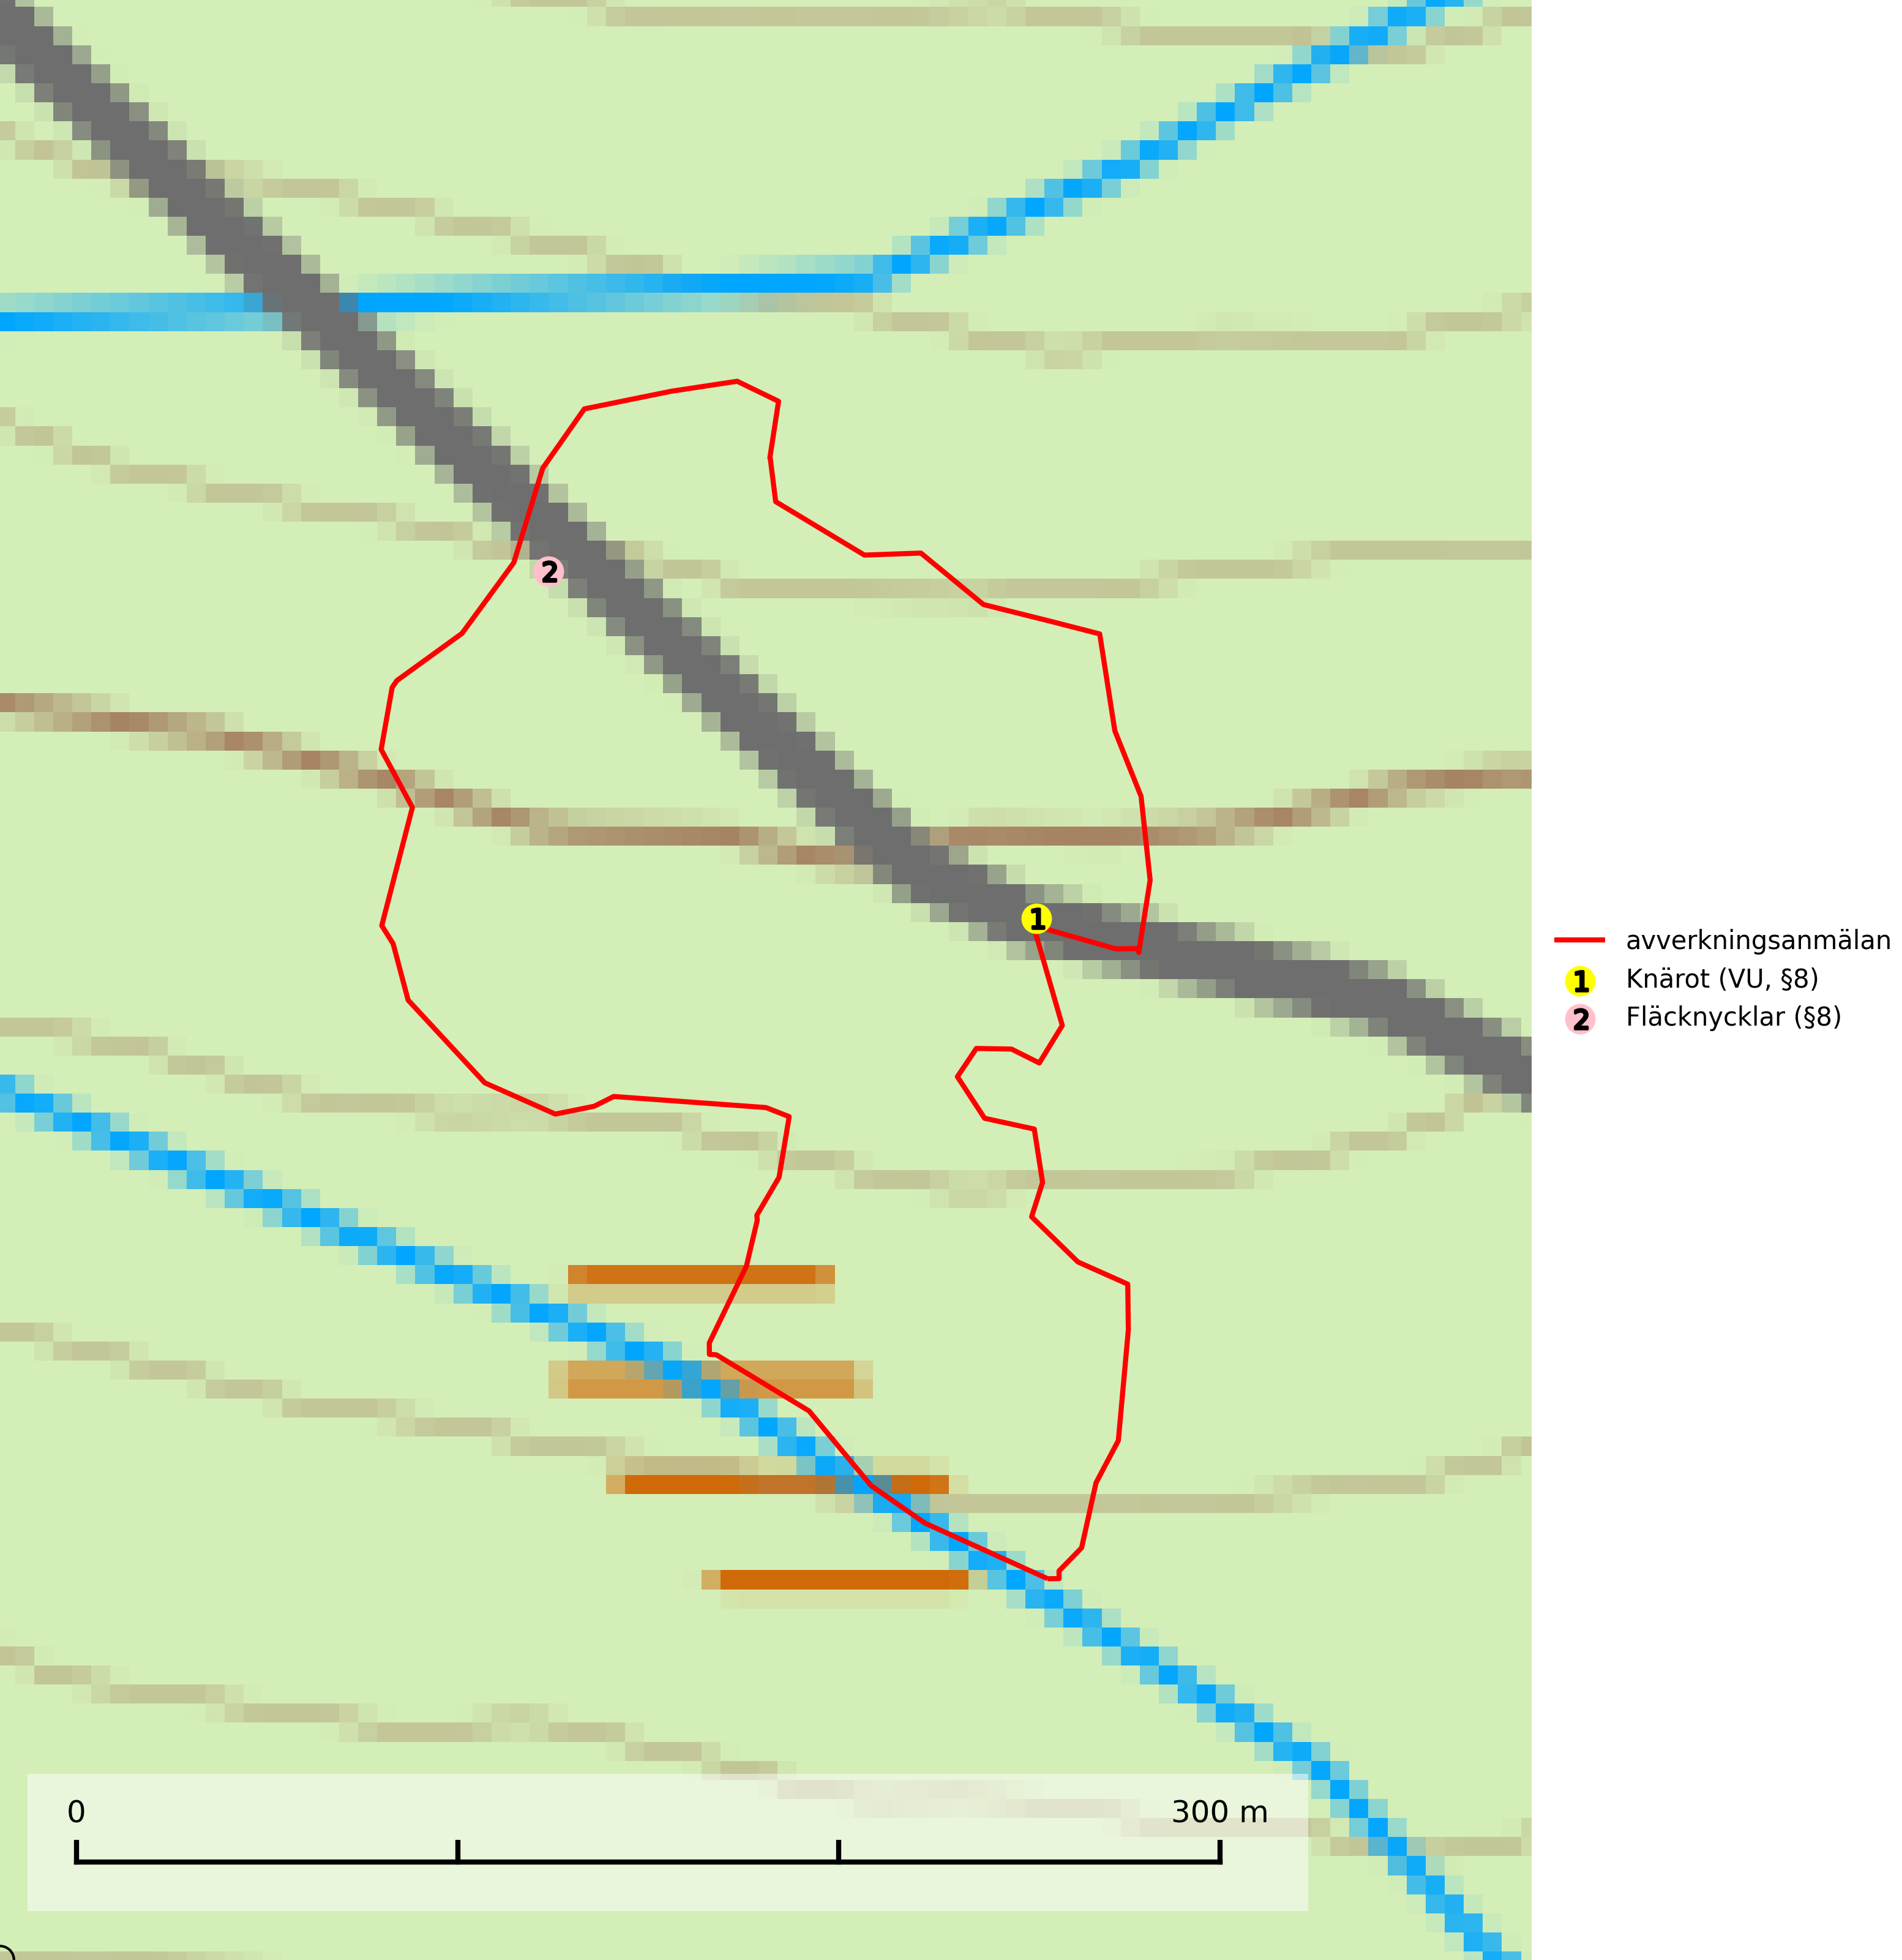 2
1
avverkningsanmälan
1 Knärot (VU, §8)
2 Fläcknycklar (§8)
0 300 m